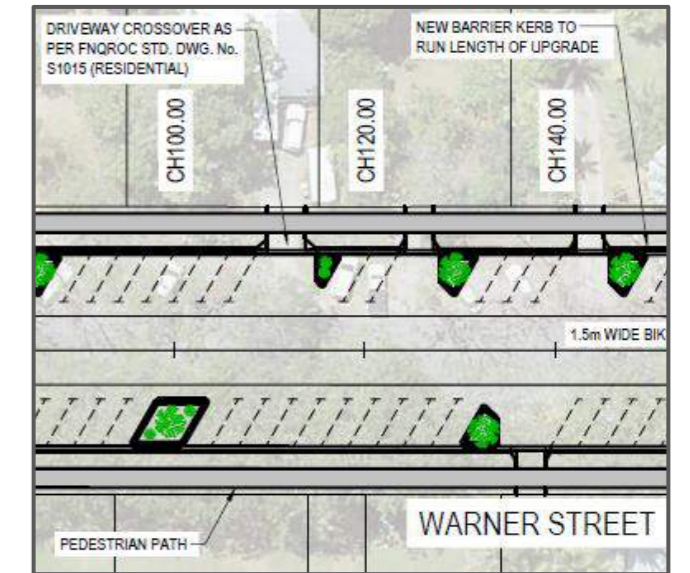 DRIVEWAY CROSSOVER AS
PER FNQROC STD. DWG. No.
S1015 (RESIDENTIAL)
NEW BARRIER KERB TO
RUN LENGTH OF UPGRADE
CH100.00
CH120.00
CH140.00
1.5m WIDE BIK
WARNER STREET
PEDESTRIAN PATH